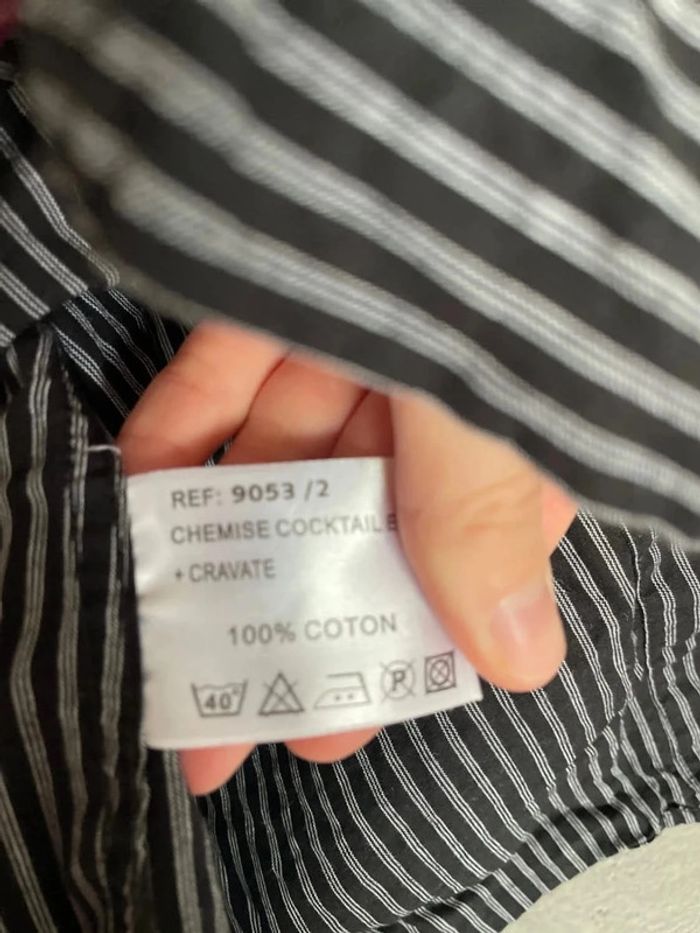 REF: 9053 /2
CHEMISE COCKTAIL
+ CRAVATE
100% COTON
40°
P